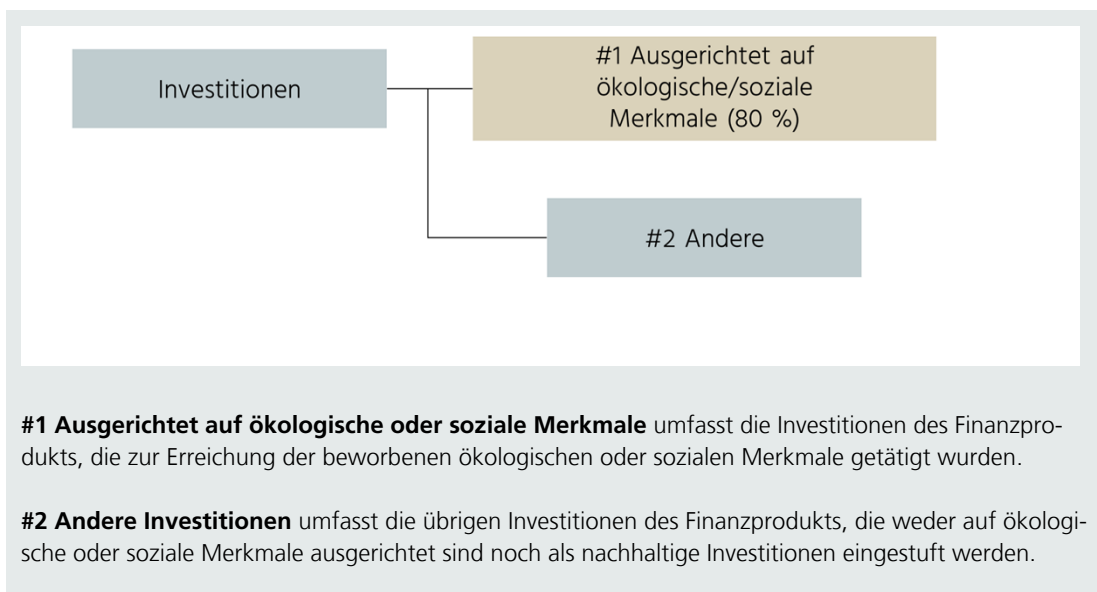 Investitionen
#1 Ausgerichtet auf
ökologische/soziale
Merkmale (80 %)
#2 Andere
#1 Ausgerichtet auf ökologische oder soziale Merkmale umfasst die Investitionen des Finanzpro-
dukts, die zur Erreichung der beworbenen ökologischen oder sozialen Merkmale getätigt wurden.
#2 Andere Investitionen umfasst die übrigen Investitionen des Finanzprodukts, die weder auf ökologi-
sche oder soziale Merkmale ausgerichtet sind noch als nachhaltige Investitionen eingestuft werden.